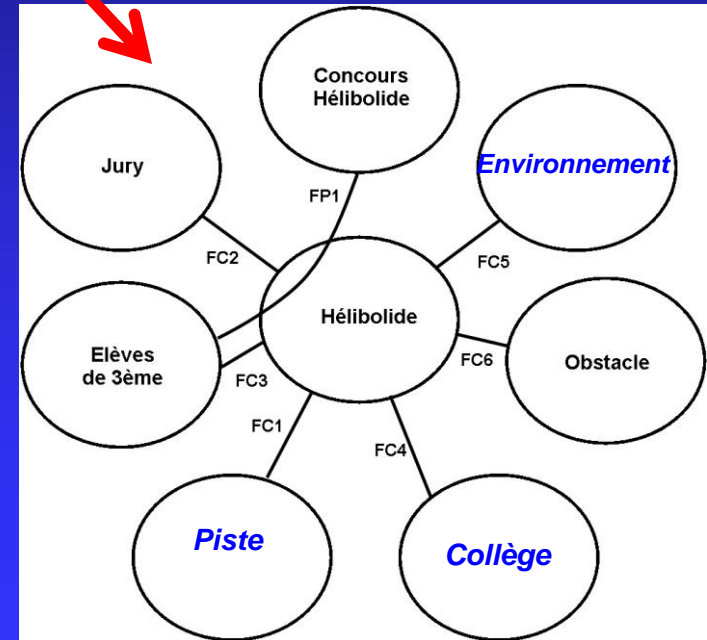 Concours
Hélibolide
Jury
Environnement
FP1
FC2
FC5
Hélibolide
Elèves
de 3ème
FC6
Obstacle
FC3
FC1
FC4
Piste
Collège